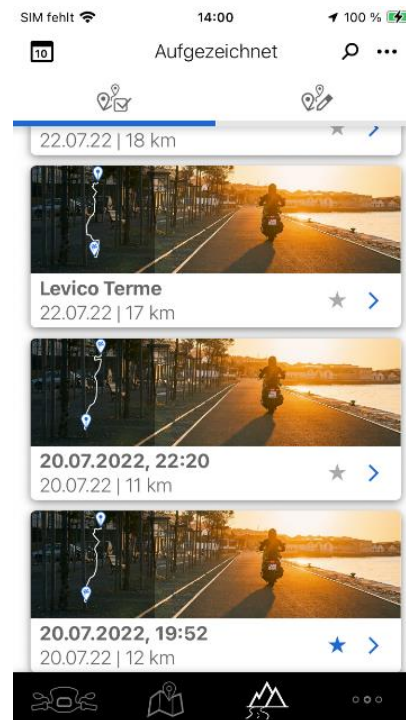 SIM fehlt 14:00 100 %
10 Aufgezeichnet
22.07.22 | 18 km
Levico Terme
22.07.22 | 17 km
20.07.2022, 22:20
20.07.22 | 11 km
20.07.2022, 19:52
20.07.22 | 12 km